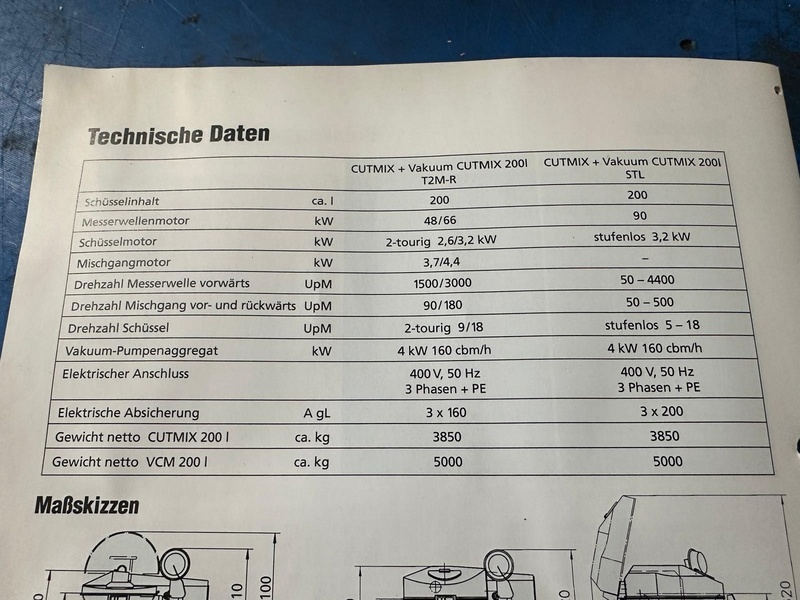 Technische Daten
CUTMIX + Vakuum CUTMIX 200l CUTMIX + Vakuum CUTMIX 200l
T2M-R STL
Schüsselinhalt ca. l 200 200
Messerwellenmotor kW 48/66 90
Schüsselmotor kW 2-tourig 2,6/3,2 kW stufenlos 3,2 kW
Mischgangmotor kW 3,7/4,4 –
Drehzahl Messerwelle vorwärts UpM 1500/3000 50 – 4400
Drehzahl Mischgang vor- und rückwärts UpM 90/180 50 – 500
Drehzahl Schüssel UpM 2-tourig 9/18 stufenlos 5 – 18
Vakuum-Pumpenaggregat kW 4 kW 160 cbm/h 4 kW 160 cbm/h
Elektrischer Anschluss 400 V, 50 Hz 400 V, 50 Hz
3 Phasen + PE 3 Phasen + PE
Elektrische Absicherung A gL 3 x 160 3 x 200
Gewicht netto CUTMIX 200 l ca. kg 3850 3850
Gewicht netto VCM 200 l ca. kg 5000 5000
Maßskizzen